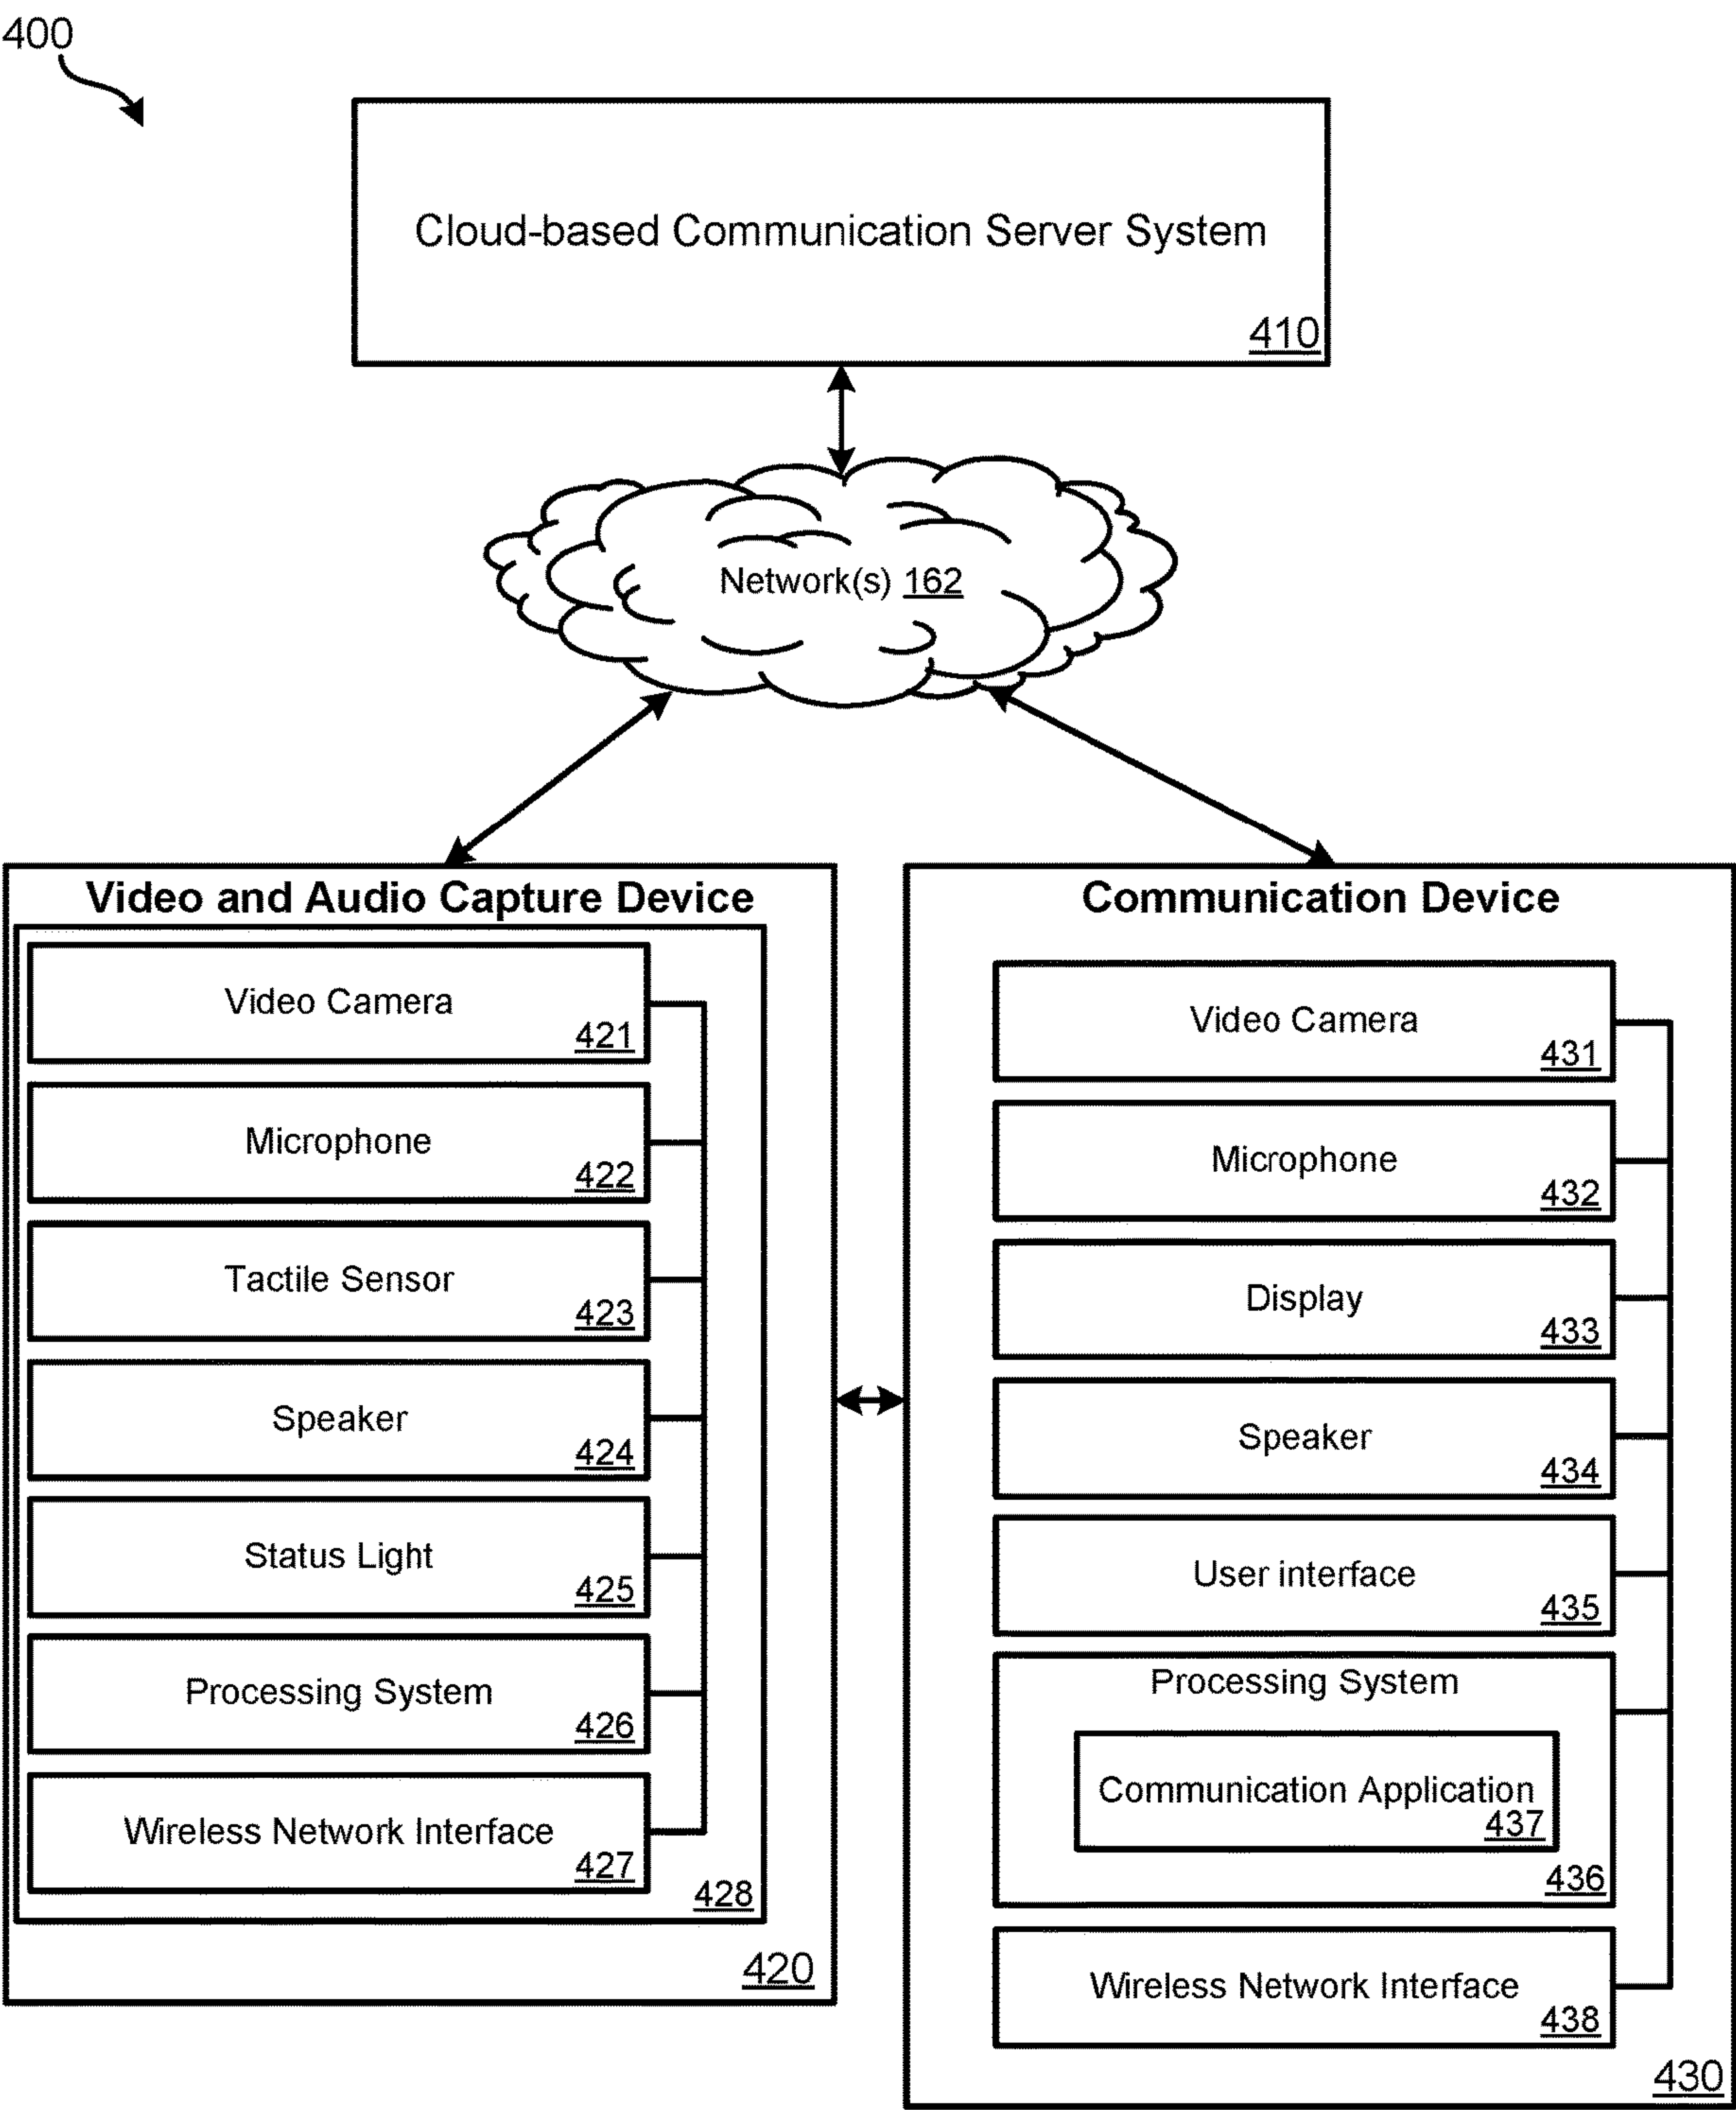 400
Cloud-based Communication Server System
410
Network(s) 162
Video and Audio Capture Device
Video Camera
421
Microphone
422
Tactile Sensor
423
Speaker
424
Status Light
425
Processing System
426
Wireless Network Interface
427
428
420
Communication Device
Video Camera
431
Microphone
432
Display
433
Speaker
434
User interface
435
Processing System
Communication Application
437
436
Wireless Network Interface
438
430